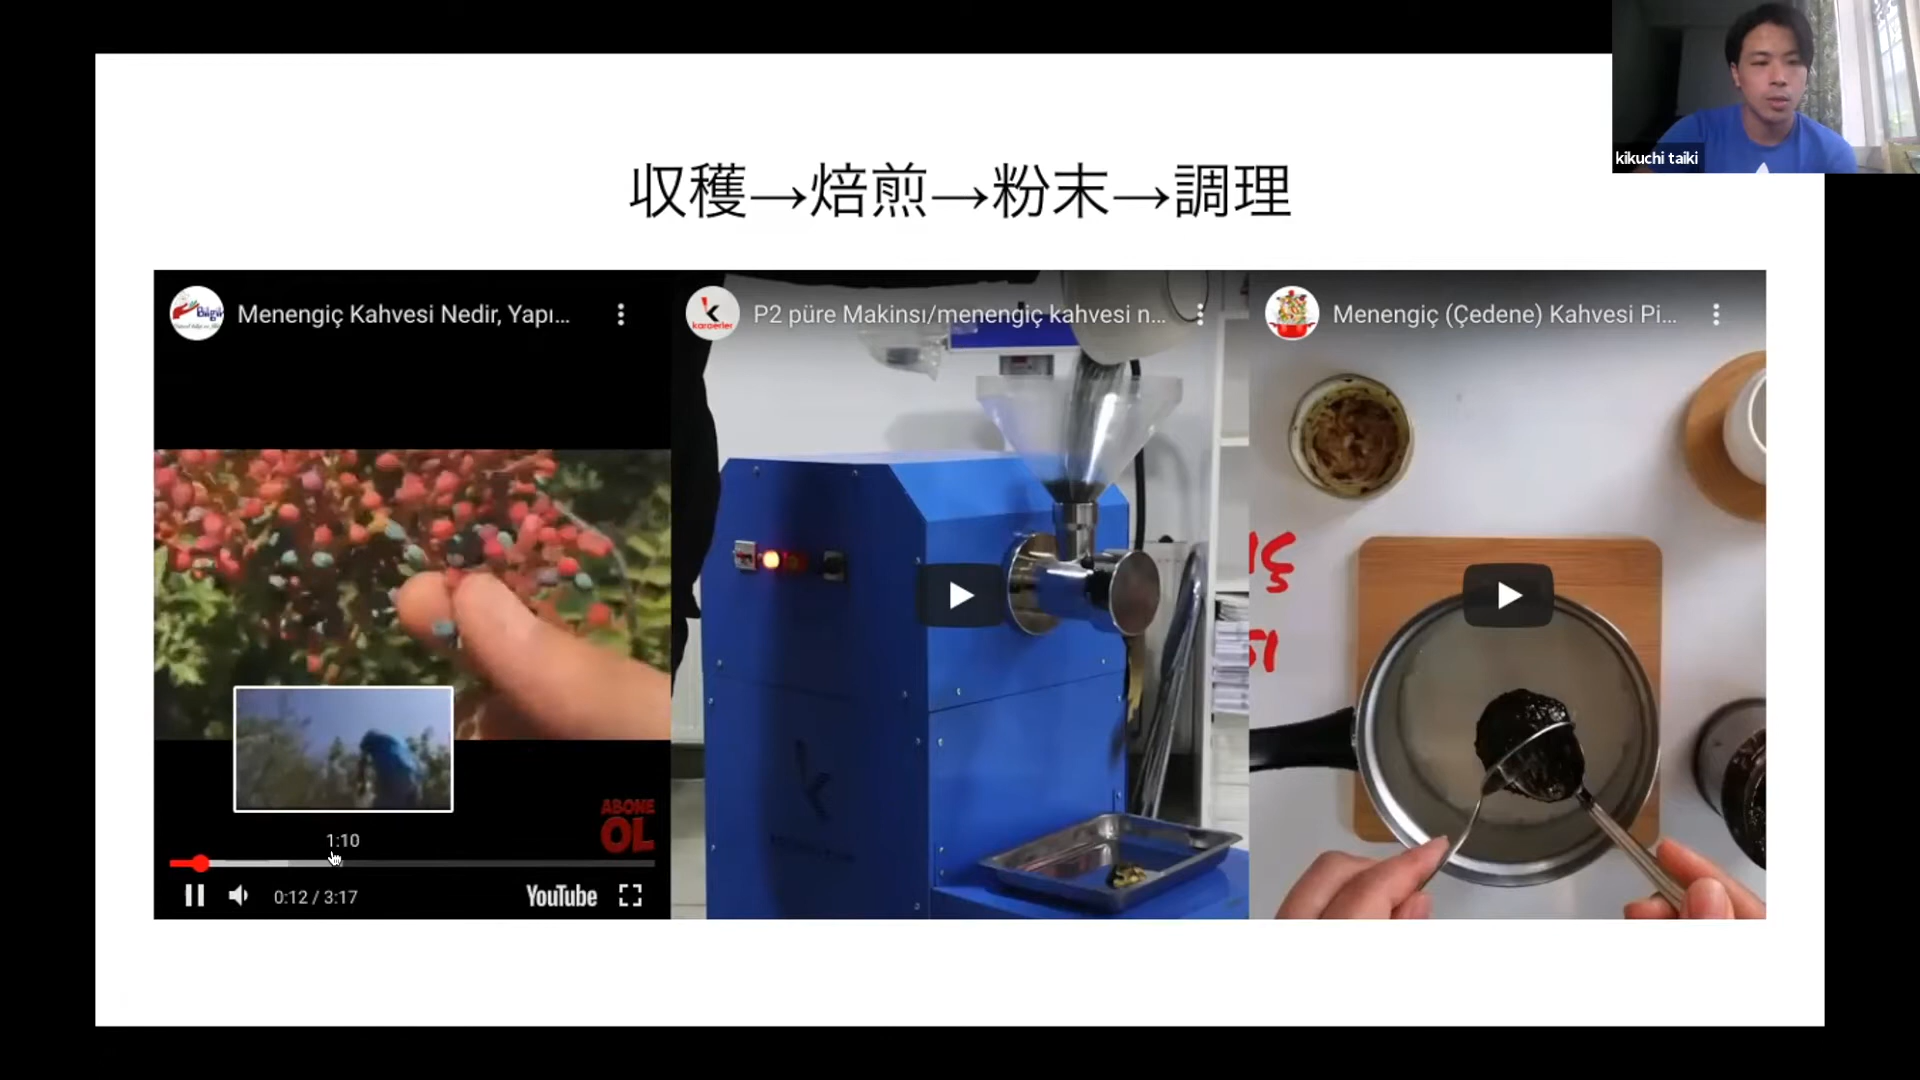 kikuchi taiki
収穫→焙煎→粉末→調理
Menengiç Kahvesi Nedir, Yapı...
P2 püre Makinsı/menengiç kahvesi n...
Menengiç (Çedene) Kahvesi Pi...
karaerler
1:10
ABONE
OL
0:12 / 3:17
YouTube